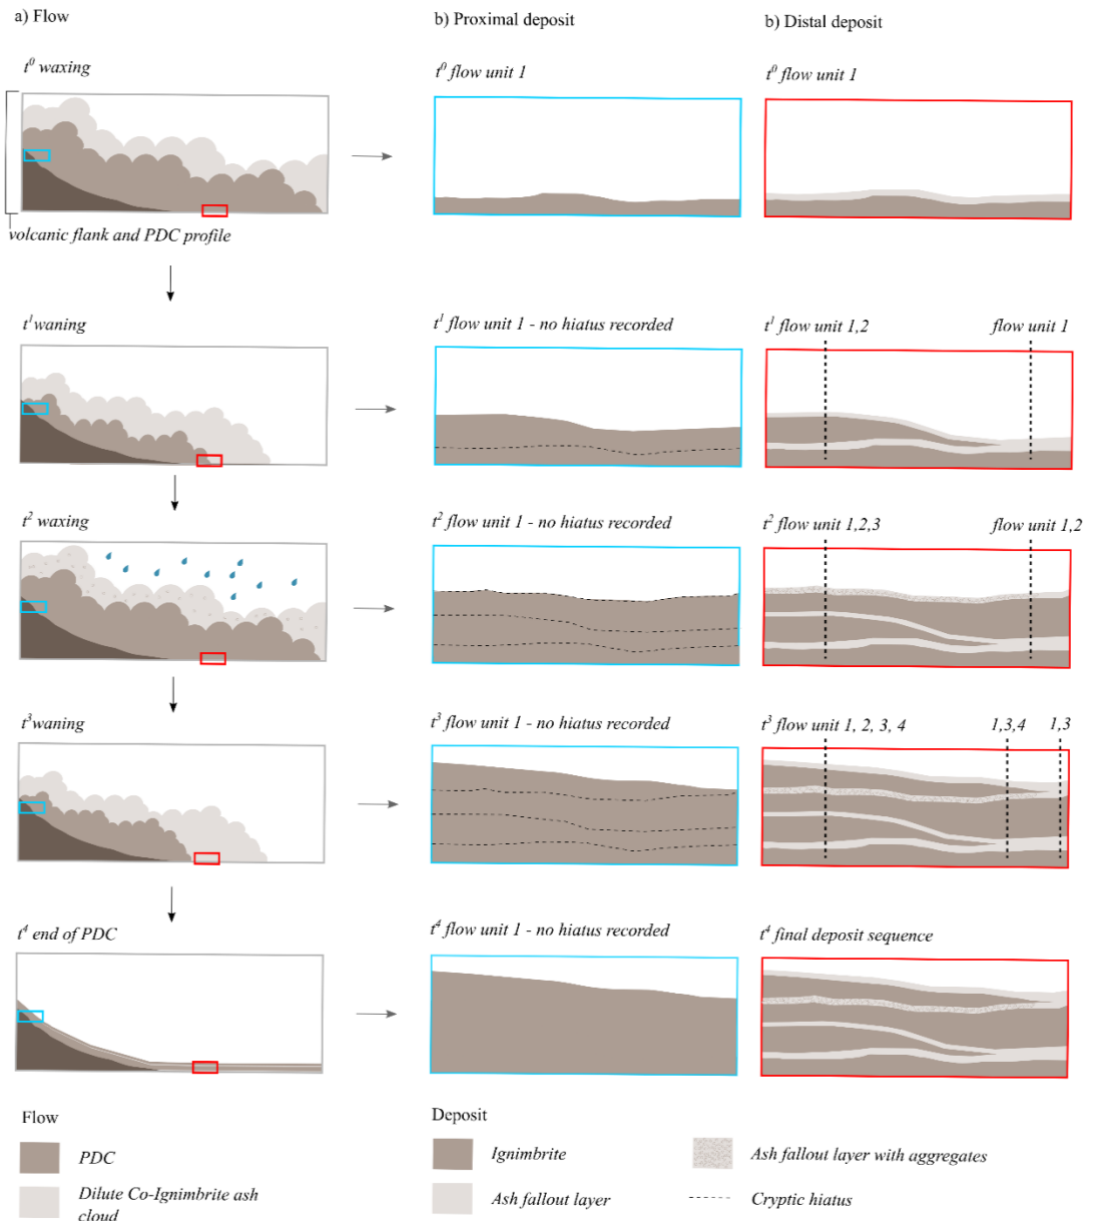 a) Flow
b) Proximal deposit
b) Distal deposit
t⁰ waxing
t⁰ flow unit 1
t⁰ flow unit 1
volcanic flank and PDC profile
t¹waning
t¹ flow unit 1 - no hiatus recorded
t¹ flow unit 1,2
flow unit 1
t² waxing
t² flow unit 1 - no hiatus recorded
t² flow unit 1,2,3
flow unit 1,2
t³waning
t³ flow unit 1 - no hiatus recorded
t³ flow unit 1, 2, 3, 4
1,3,4
1,3
t⁴ end of PDC
t⁴ flow unit 1 - no hiatus recorded
t⁴ final deposit sequence
Flow
PDC
Dilute Co-Ignimbrite ash
cloud
Deposit
Ignimbrite
Ash fallout layer
Ash fallout layer with aggregates
Cryptic hiatus